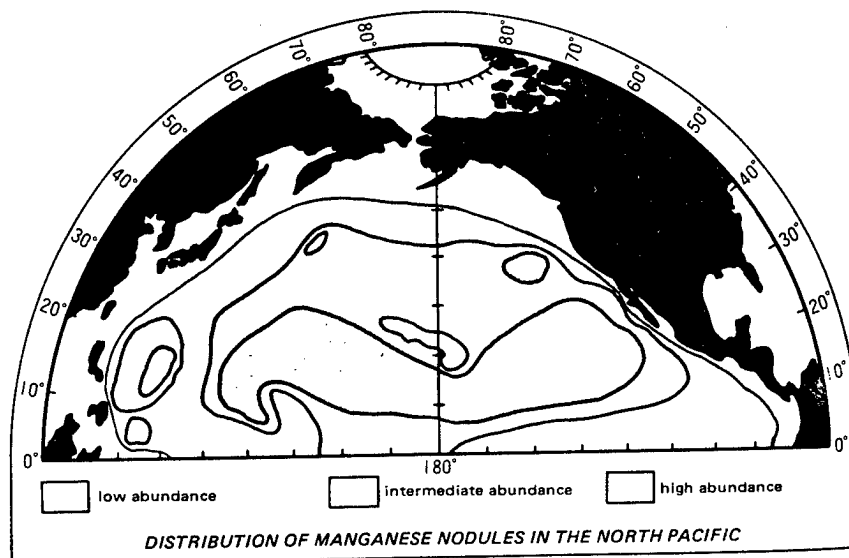 80° 80°
70° 70°
60° 60°
50° 50°
40° 40°
30° 30°
20° 20°
10° 10°
0° 180° 0°
low abundance intermediate abundance high abundance
DISTRIBUTION OF MANGANESE NODULES IN THE NORTH PACIFIC